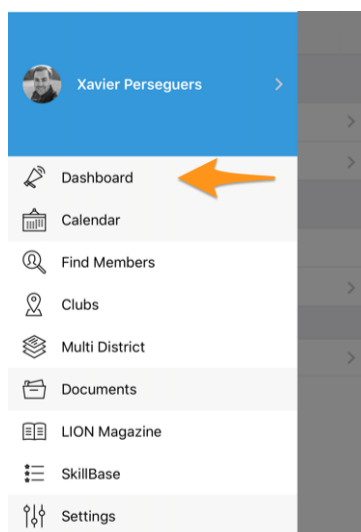 Xavier Perseguers
Dashboard
Calendar
Find Members
Clubs
Multi District
Documents
LION Magazine
SkillBase
Settings